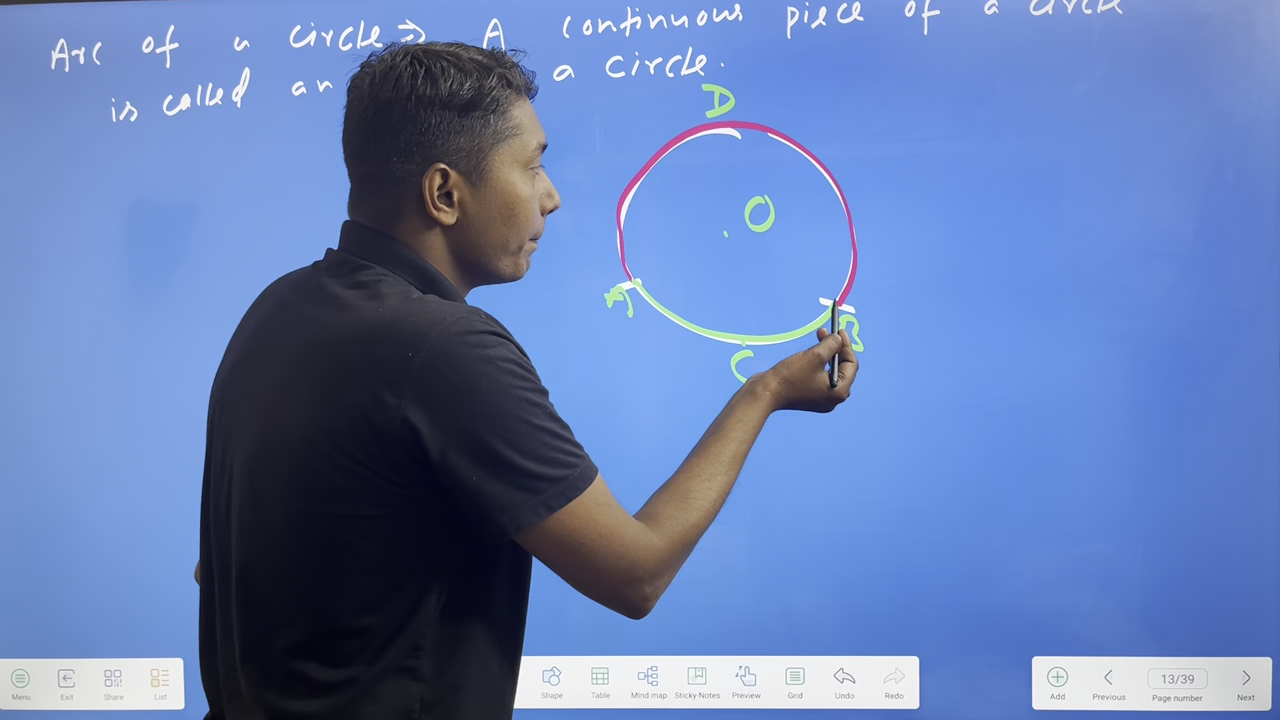 Arc of a circle ⇒ A continuous piece of a circle
is called an a circle.
D
O
A B
C
Menu Exit Share List Shape Table Mind map Sticky-Notes Preview Grid Undo Redo Add Previous 13/39 Page number Next